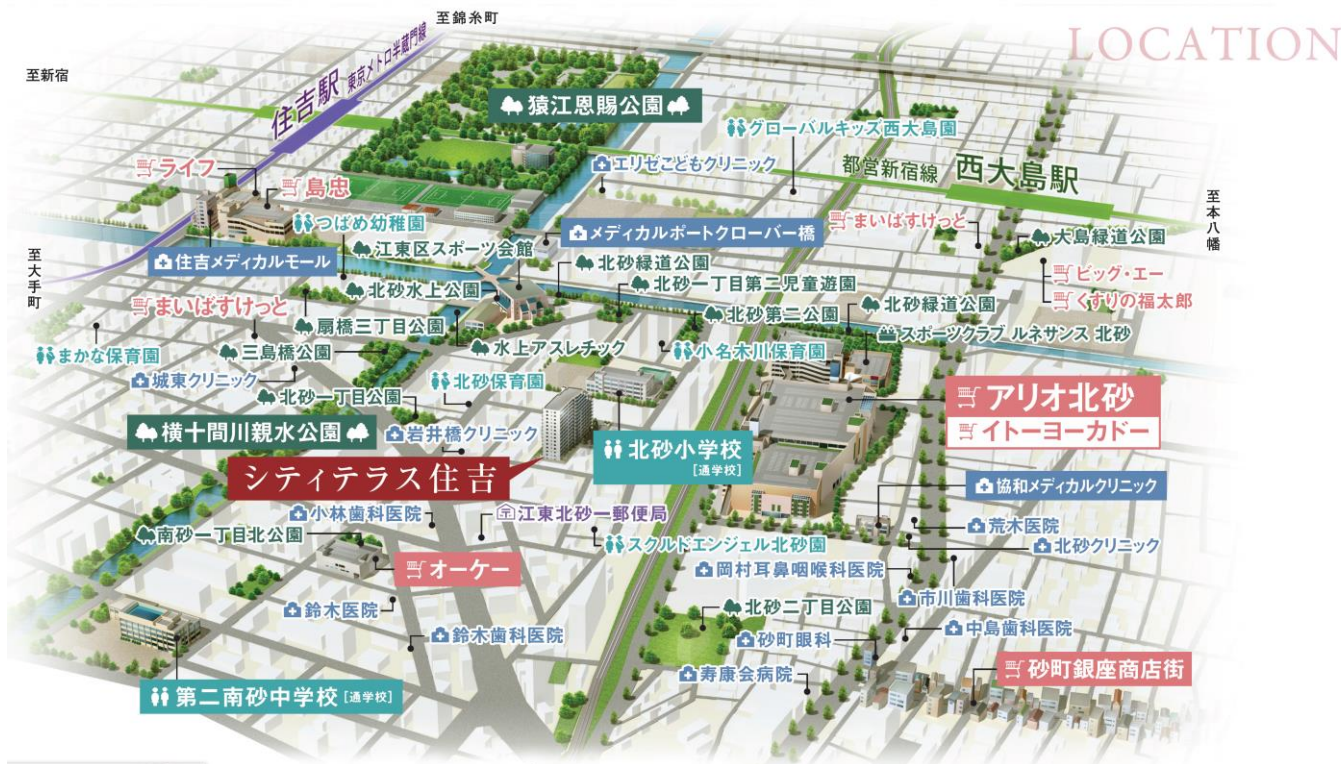 至錦糸町
LOCATION
至新宿
住吉駅 東京メトロ半蔵門線
猿江恩賜公園
グローバルキッズ西大島園
エリゼこどもクリニック
都営新宿線 西大島駅
ライフ
島忠
至本八幡
つばめ幼稚園
まいばすけっと
メディカルポートクローバー橋
大島緑道公園
江東区スポーツ会館
至大手町
住吉メディカルモール
北砂緑道公園
ビッグ・エー
北砂水上公園
北砂一丁目第二児童遊園
くすりの福太郎
まいばすけっと
北砂第二公園
北砂緑道公園
扇橋三丁目公園
スポーツクラブ ルネサンス 北砂
まかな保育園
三島橋公園
水上アスレチック
小名木川保育園
城東クリニック
北砂保育園
北砂一丁目公園
アリオ北砂
イトーヨーカドー
横十間川親水公園
岩井橋クリニック
北砂小学校
[通学校]
シティテラス住吉
協和メディカルクリニック
小林歯科医院
江東北砂一郵便局
荒木医院
南砂一丁目北公園
スクルドエンジェル北砂園
北砂クリニック
オーケー
岡村耳鼻咽喉科医院
市川歯科医院
鈴木医院
北砂二丁目公園
中島歯科医院
鈴木歯科医院
砂町眼科
寿康会病院
砂町銀座商店街
第二南砂中学校 [通学校]